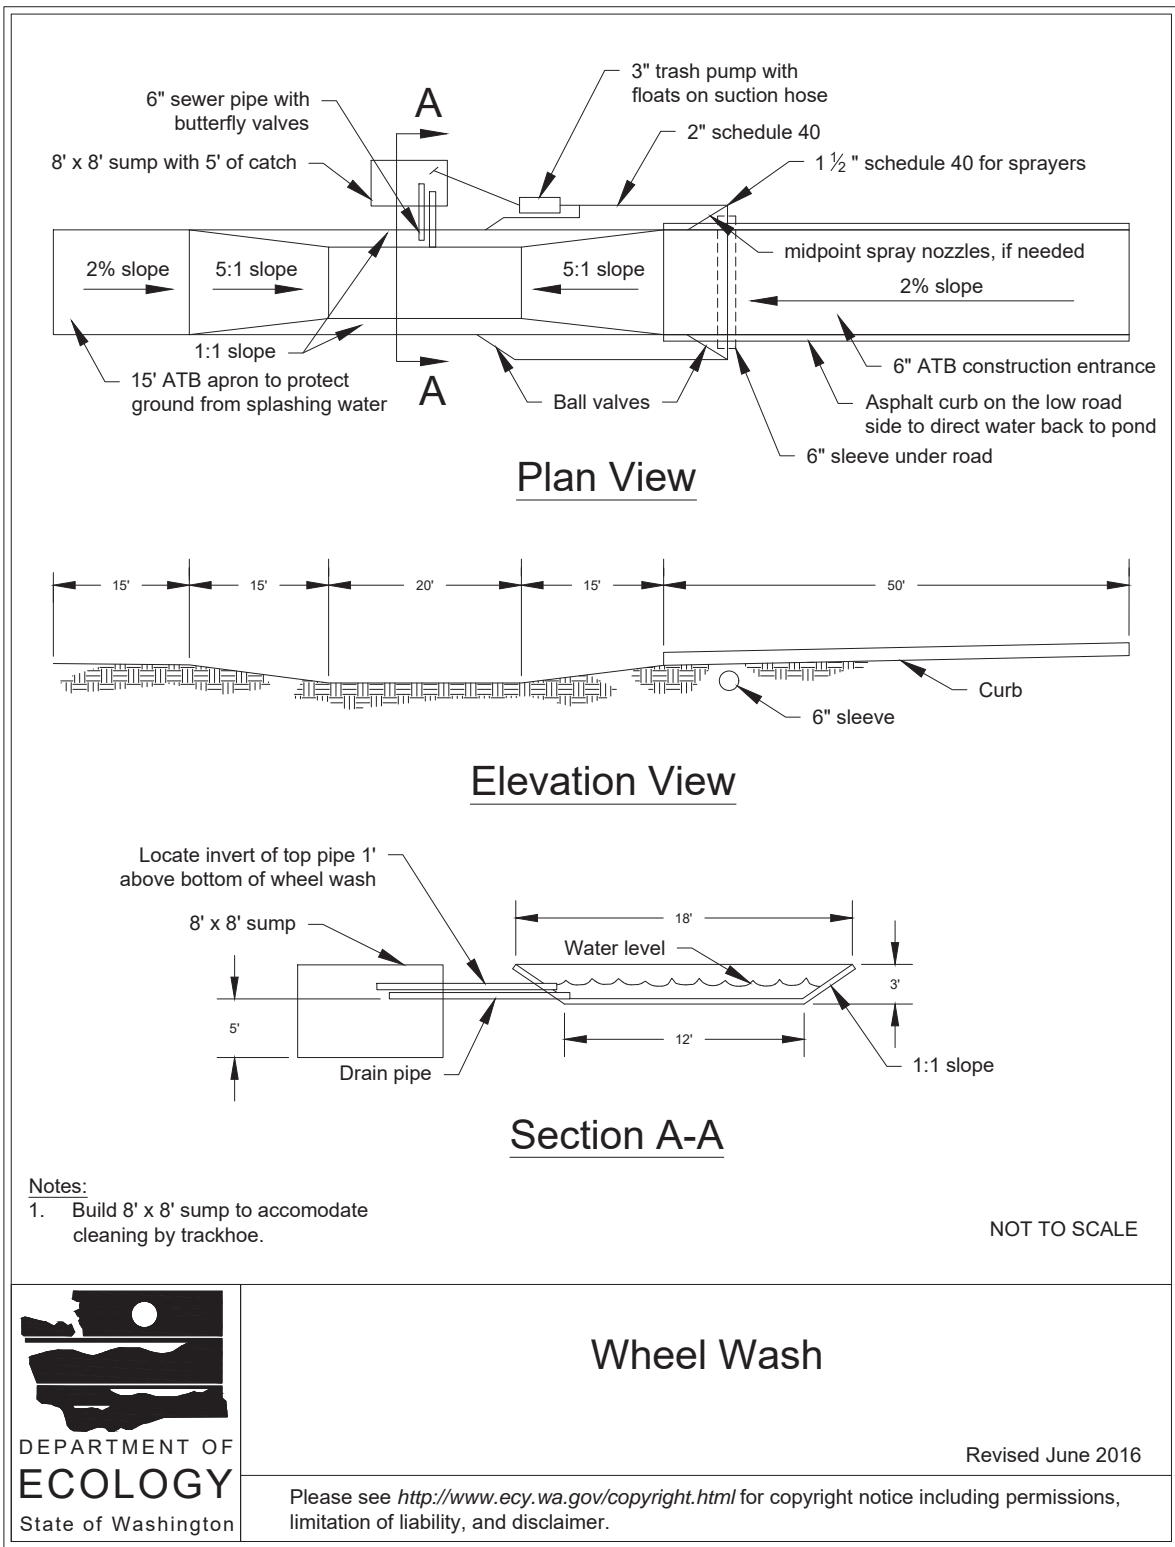 3" trash pump with
floats on suction hose
6" sewer pipe with
butterfly valves
A
2" schedule 40
8' x 8' sump with 5' of catch
1 ½ " schedule 40 for sprayers
midpoint spray nozzles, if needed
2% slope
5:1 slope
5:1 slope
2% slope
1:1 slope
6" ATB construction entrance
15' ATB apron to protect
ground from splashing water
A
Ball valves
Asphalt curb on the low road
side to direct water back to pond
6" sleeve under road
Plan View
15'
15'
20'
15'
50'
Curb
6" sleeve
Elevation View
Locate invert of top pipe 1'
above bottom of wheel wash
8' x 8' sump
18'
Water level
3'
5'
12'
Drain pipe
1:1 slope
Section A-A
Notes:
1. Build 8' x 8' sump to accomodate
cleaning by trackhoe.
NOT TO SCALE
Wheel Wash
Revised June 2016
DEPARTMENT OF
ECOLOGY
State of Washington
Please see http://www.ecy.wa.gov/copyright.html for copyright notice including permissions,
limitation of liability, and disclaimer.